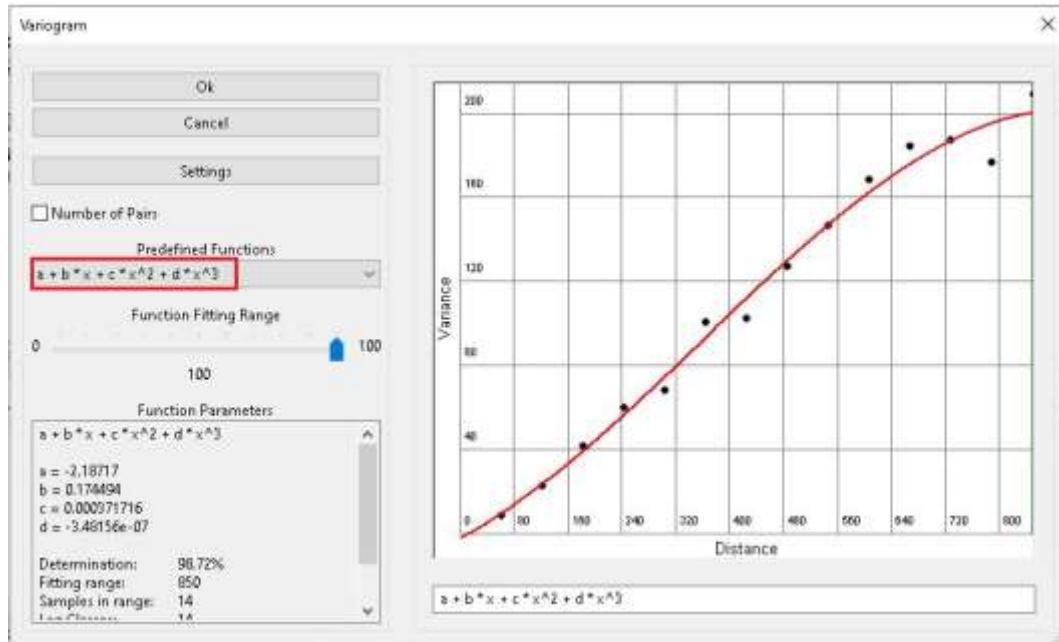 Variogram
Ok
Cancel
Settings
Number of Pairs
Predefined Functions
a + b * x + c * x^2 + d * x^3
Function Fitting Range
0
100
100
Function Parameters
a + b * x + c * x^2 + d * x^3
a = -2.18717
b = 0.174494
c = 0.000371716
d = -3.48156e-07
Determination: 98.72%
Fitting range: 850
Samples in range: 14
Variance
200
160
120
80
40
0 80 160 240 320 400 480 560 640 720 800
Distance
a + b * x + c * x^2 + d * x^3